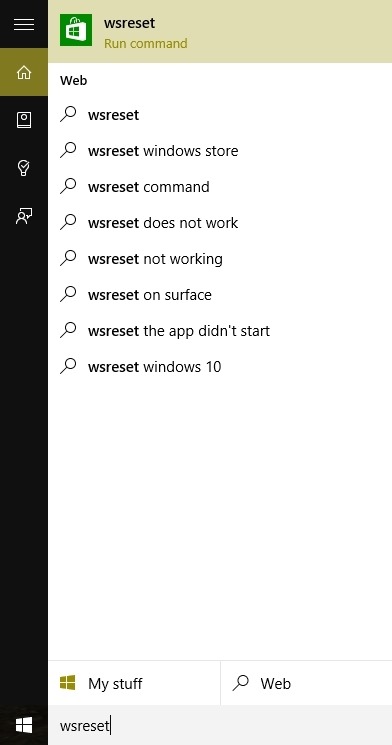 wsreset
Run command
Web
wsreset
wsreset windows store
wsreset command
wsreset does not work
wsreset not working
wsreset on surface
wsreset the app didn't start
wsreset windows 10
My stuff
Web
wsreset